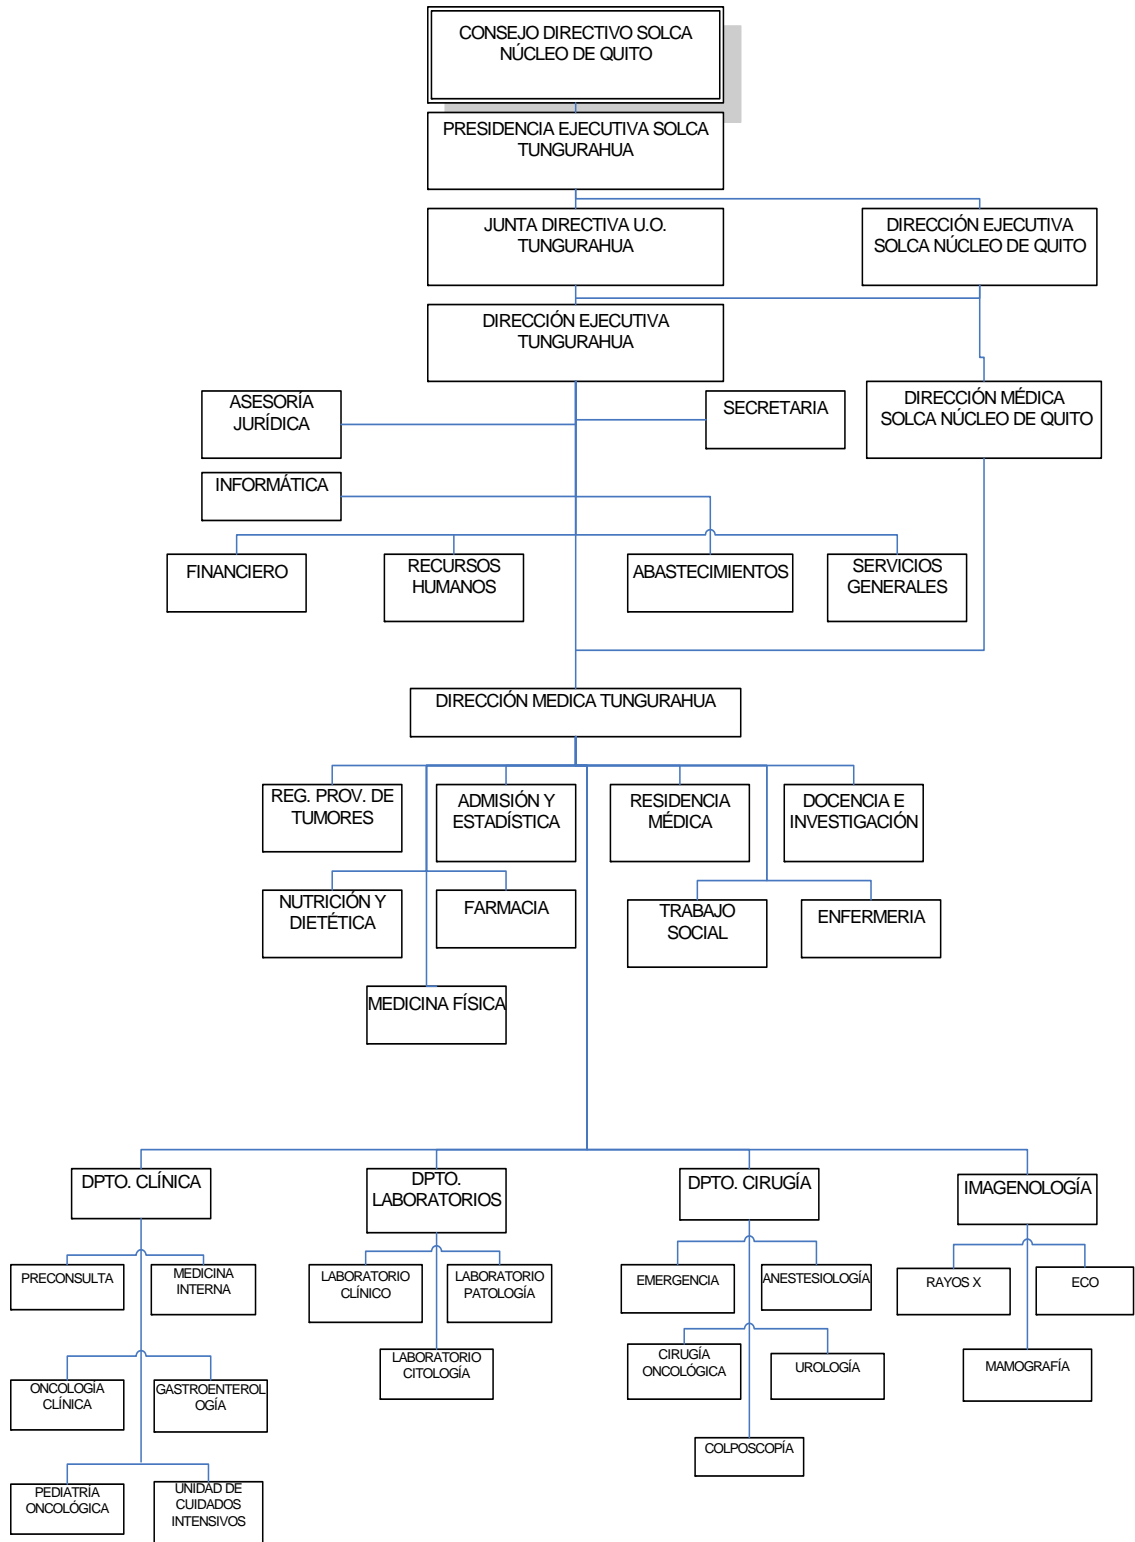 CONSEJO DIRECTIVO SOLCA
NÚCLEO DE QUITO
PRESIDENCIA EJECUTIVA SOLCA
TUNGURAHUA
JUNTA DIRECTIVA U.O.
TUNGURAHUA
DIRECCIÓN EJECUTIVA
SOLCA NÚCLEO DE QUITO
DIRECCIÓN EJECUTIVA
TUNGURAHUA
ASESORÍA
JURÍDICA
SECRETARIA
DIRECCIÓN MÉDICA
SOLCA NÚCLEO DE QUITO
INFORMÁTICA
FINANCIERO
RECURSOS
HUMANOS
ABASTECIMIENTOS
SERVICIOS
GENERALES
DIRECCIÓN MEDICA TUNGURAHUA
REG. PROV. DE
TUMORES
ADMISIÓN Y
ESTADÍSTICA
RESIDENCIA
MÉDICA
DOCENCIA E
INVESTIGACIÓN
NUTRICIÓN Y
DIETÉTICA
FARMACIA
TRABAJO
SOCIAL
ENFERMERIA
MEDICINA FÍSICA
DPTO. CLÍNICA
DPTO.
LABORATORIOS
DPTO. CIRUGÍA
IMAGENOLOGÍA
PRECONSULTA
MEDICINA
INTERNA
LABORATORIO
CLÍNICO
LABORATORIO
PATOLOGÍA
EMERGENCIA
ANESTESIOLOGÍA
RAYOS X
ECO
ONCOLOGÍA
CLÍNICA
GASTROENTEROL
OGÍA
LABORATORIO
CITOLOGÍA
CIRUGÍA
ONCOLÓGICA
UROLOGÍA
MAMOGRAFÍA
COLPOSCOPÍA
PEDIATRÍA
ONCOLÓGICA
UNIDAD DE
CUIDADOS
INTENSIVOS